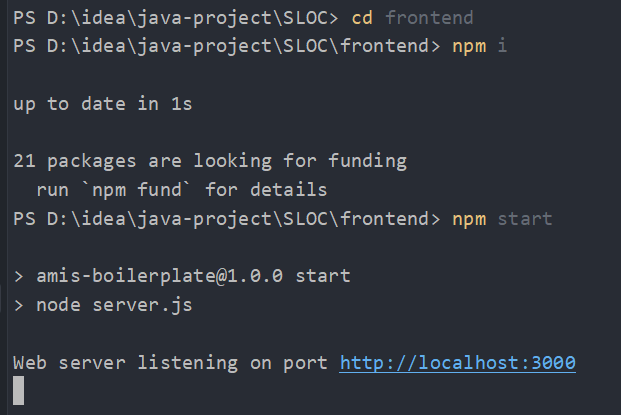 PS D:\idea\java-project\SLOC> cd frontend
PS D:\idea\java-project\SLOC\frontend> npm i
up to date in 1s
21 packages are looking for funding
run `npm fund` for details
PS D:\idea\java-project\SLOC\frontend> npm start
> amis-boilerplate@1.0.0 start
> node server.js
Web server listening on port http://localhost:3000